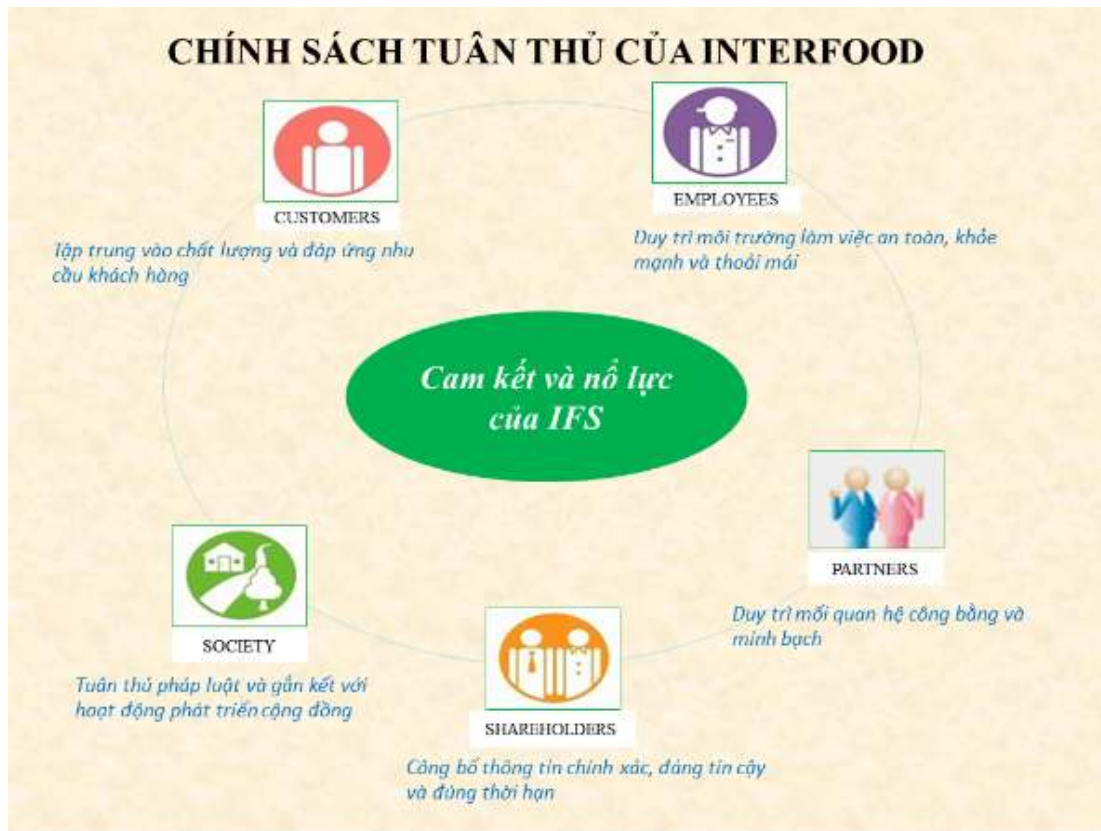 CHÍNH SÁCH TUÂN THỦ CỦA INTERFOOD
CUSTOMERS
Tập trung vào chất lượng và đáp ứng nhu
cầu khách hàng
EMPLOYEES
Duy trì môi trường làm việc an toàn, khỏe
mạnh và thoải mái
Cam kết và nổ lực
của IFS
PARTNERS
Duy trì mối quan hệ công bằng và
minh bạch
SOCIETY
Tuân thủ pháp luật và gắn kết với
hoạt động phát triển cộng đồng
SHAREHOLDERS
Công bố thông tin chính xác, đáng tin cậy
và đúng thời hạn